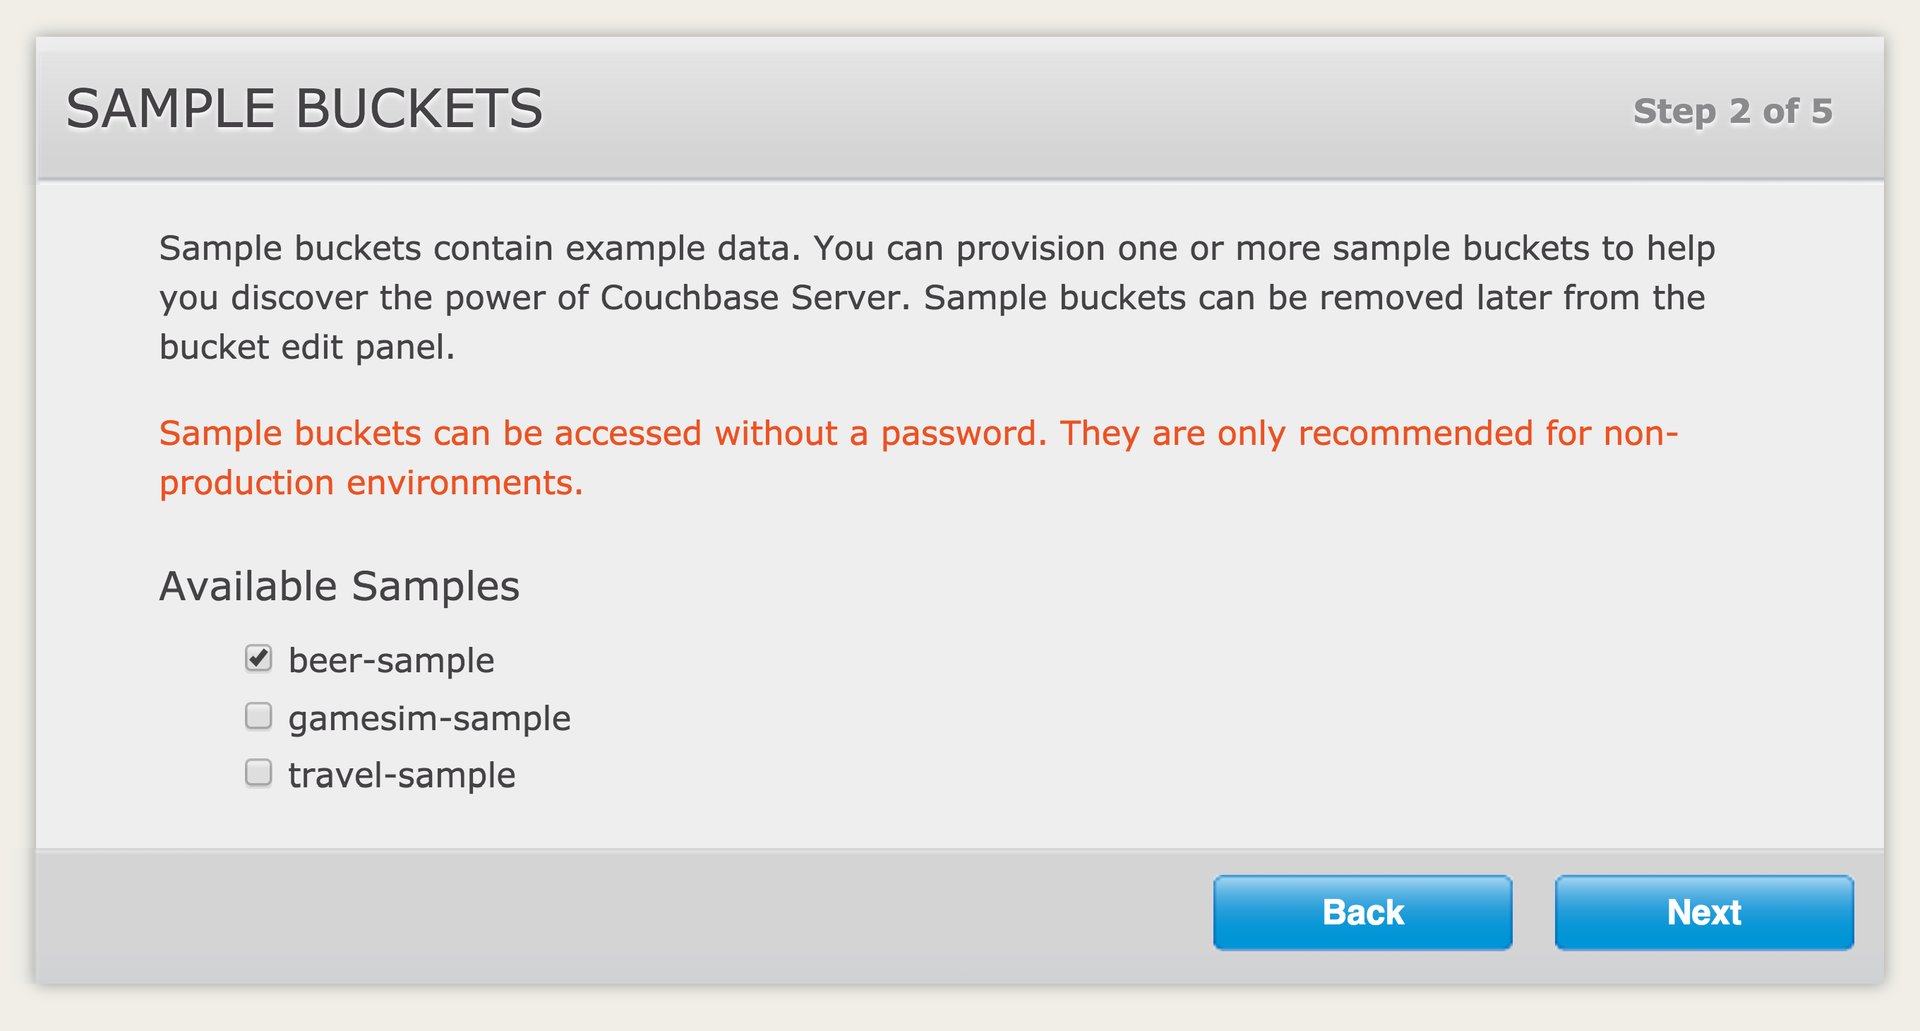 SAMPLE BUCKETS
Step 2 of 5
Sample buckets contain example data. You can provision one or more sample buckets to help
you discover the power of Couchbase Server. Sample buckets can be removed later from the
bucket edit panel.
Sample buckets can be accessed without a password. They are only recommended for non-
production environments.
Available Samples
beer-sample
gamesim-sample
travel-sample
Back
Next